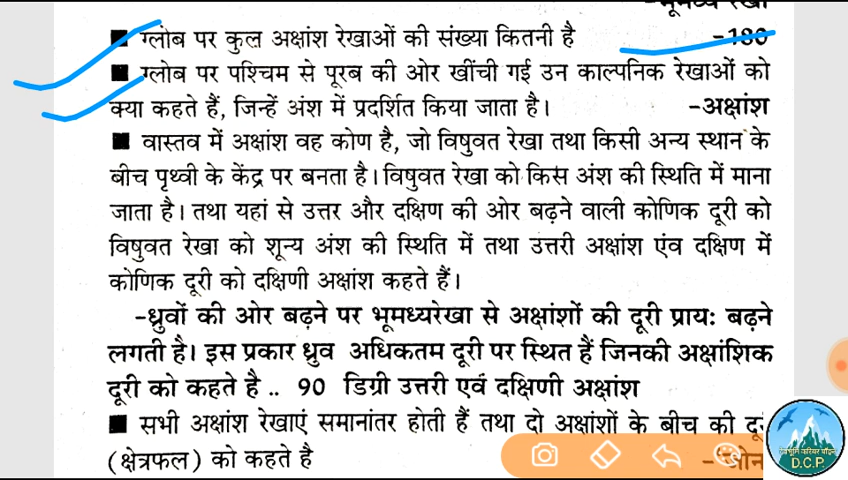 -भूमध्य रेखा
■ ग्लोब पर कुल अक्षांश रेखाओं की संख्या कितनी है -180
■ ग्लोब पर पश्चिम से पूरब की ओर खींची गई उन काल्पनिक रेखाओं को
क्या कहते हैं, जिन्हें अंश में प्रदर्शित किया जाता है। -अक्षांश
■ वास्तव में अक्षांश वह कोण है, जो विषुवत रेखा तथा किसी अन्य स्थान के
बीच पृथ्वी के केंद्र पर बनता है। विषुवत रेखा को किस अंश की स्थिति में माना
जाता है। तथा यहां से उत्तर और दक्षिण की ओर बढ़ने वाली कोणिक दूरी को
विषुवत रेखा को शून्य अंश की स्थिति में तथा उत्तरी अक्षांश एंव दक्षिण में
कोणिक दूरी को दक्षिणी अक्षांश कहते हैं।
-ध्रुवों की ओर बढ़ने पर भूमध्यरेखा से अक्षांशों की दूरी प्राय: बढ़ने
लगती है। इस प्रकार ध्रुव अधिकतम दूरी पर स्थित हैं जिनकी अक्षांशिक
दूरी को कहते है .. 90 डिग्री उत्तरी एवं दक्षिणी अक्षांश
■ सभी अक्षांश रेखाएं समानांतर होती हैं तथा दो अक्षांशों के बीच की
(क्षेत्रफल) को कहते है
D.C.P.